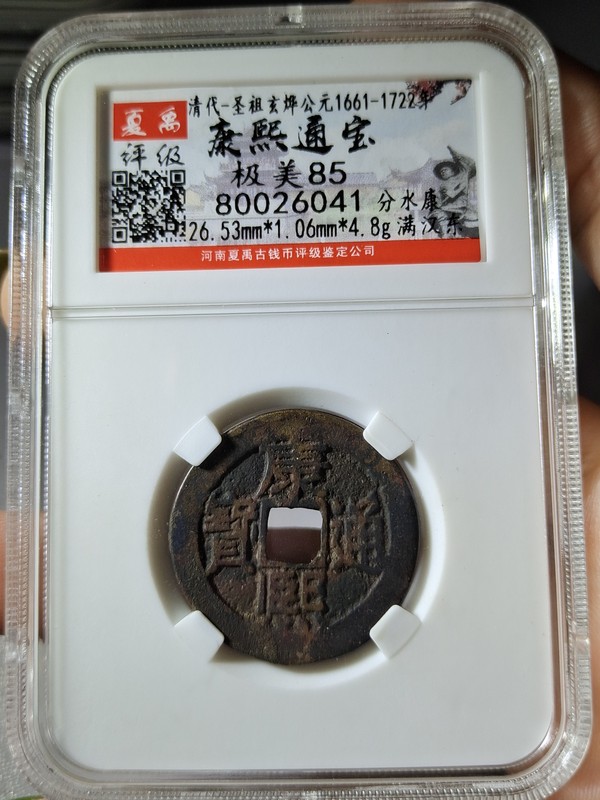 夏禹
评级
清代-圣祖玄烨公元1661-1722年
康熙通宝
极美85
80026041 分水康
26.53mm*1.06mm*4.8g 满汉东
河南夏禹古钱币评级鉴定公司
康熙通寶